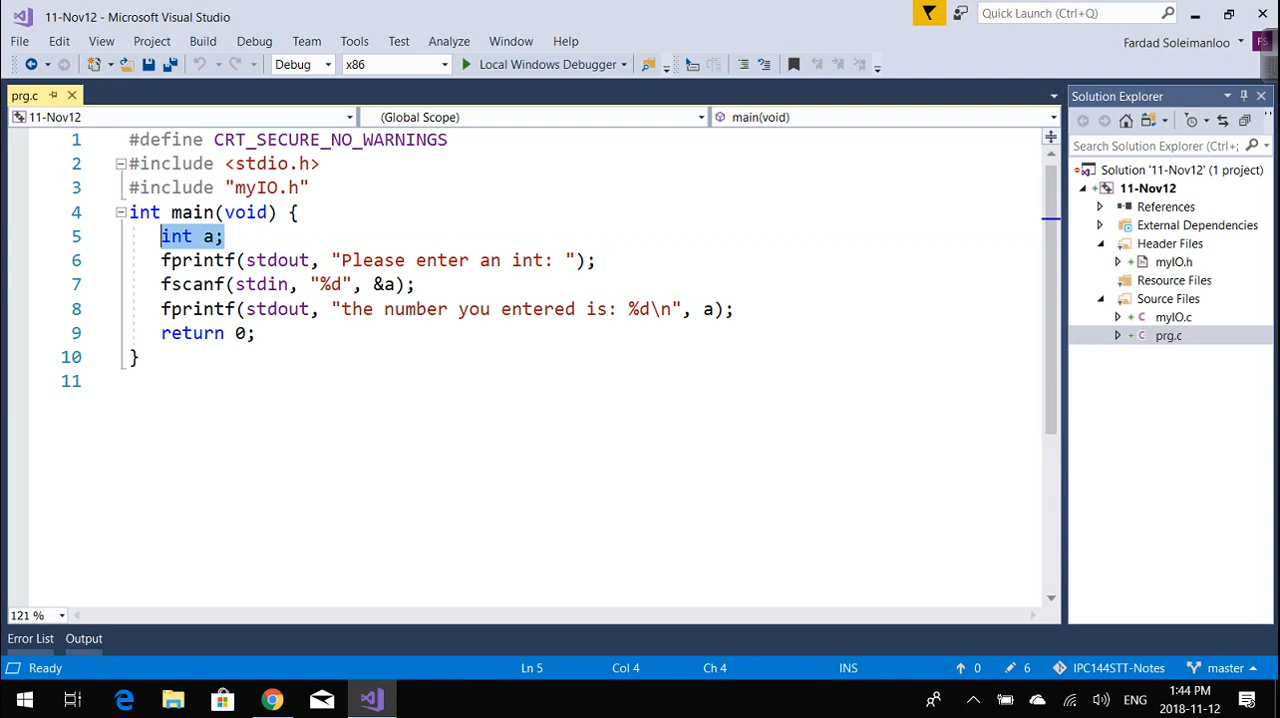 11-Nov12 - Microsoft Visual Studio
Quick Launch (Ctrl+Q)
File Edit View Project Build Debug Team Tools Test Analyze Window Help
Fardad Soleimanloo FS
Debug x86 Local Windows Debugger
prg.c
11-Nov12 (Global Scope) main(void)
1 #define CRT_SECURE_NO_WARNINGS
2 #include <stdio.h>
3 #include "myIO.h"
4 int main(void) {
5 int a;
6 fprintf(stdout, "Please enter an int: ");
7 fscanf(stdin, "%d", &a);
8 fprintf(stdout, "the number you entered is: %d\n", a);
9 return 0;
10 }
11
121 %
Solution Explorer
Search Solution Explorer (Ctrl+;
Solution '11-Nov12' (1 project)
11-Nov12
References
External Dependencies
Header Files
myIO.h
Resource Files
Source Files
myIO.c
prg.c
Error List Output
Ready Ln 5 Col 4 Ch 4 INS 0 6 IPC144STT-Notes master
ENG 1:44 PM
2018-11-12